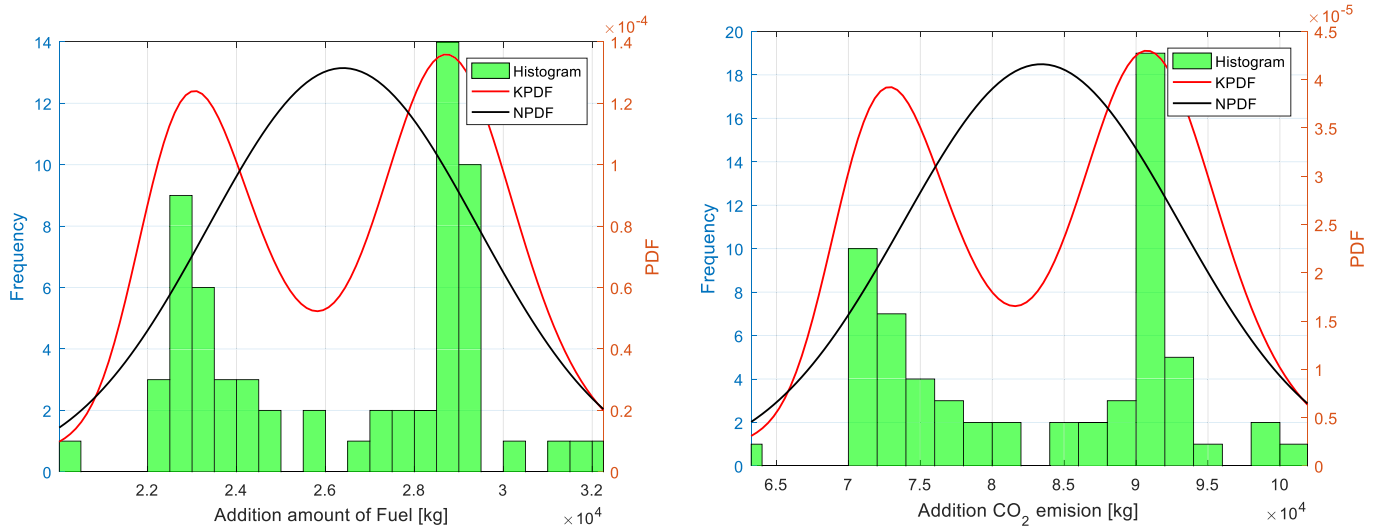 ×10⁻⁴
14
12
10
8
6
4
2
0
Frequency
1.4
1.2
1
0.8
0.6
0.4
0.2
0
PDF
Histogram
KPDF
NPDF
2.2 2.4 2.6 2.8 3 3.2
×10⁴
Addition amount of Fuel [kg]
×10⁻⁵
20
18
16
14
12
10
8
6
4
2
0
Frequency
4.5
4
3.5
3
2.5
2
1.5
1
0.5
0
PDF
Histogram
KPDF
NPDF
6.5 7 7.5 8 8.5 9 9.5 10
×10⁴
Addition CO₂ emision [kg]